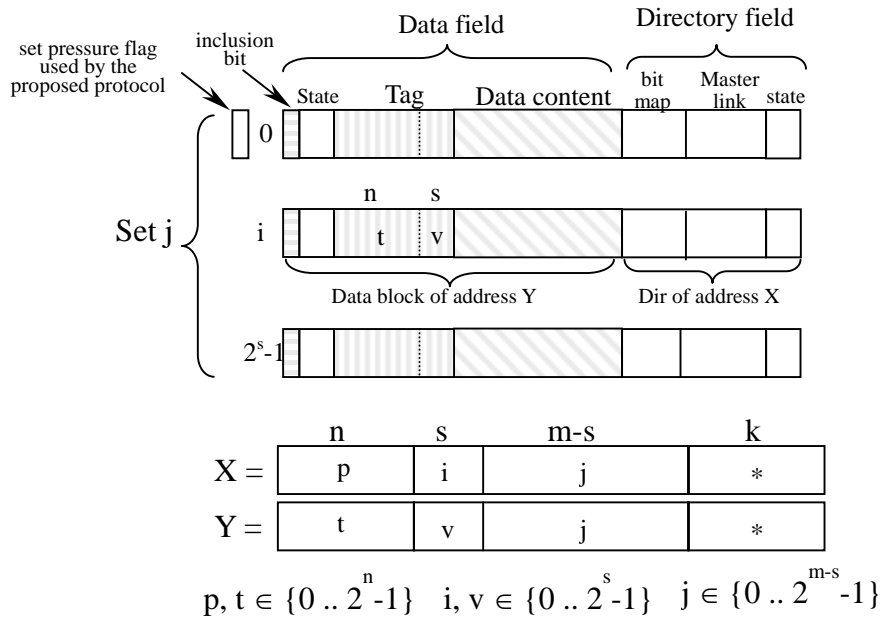 set pressure flag
used by the
proposed protocol
inclusion
bit
Data field
Directory field
State
Tag
Data content
bit
map
Master
link
state
0
n s
Set j
i
t v
Data block of address Y
Dir of address X
2^s-1
n s m-s k
X = p i j *
Y = t v j *
p, t ∈ {0 .. 2^n-1} i, v ∈ {0 .. 2^s-1} j ∈ {0 .. 2^m-s -1}